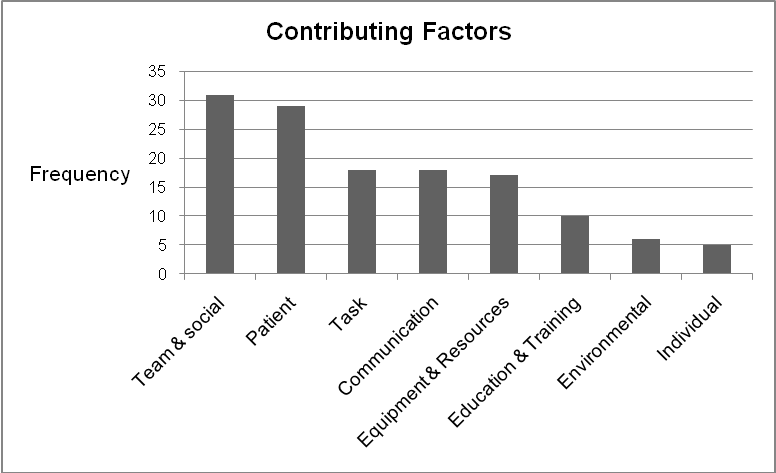 Contributing Factors
Frequency
35
30
25
20
15
10
5
0
Team & social
Patient
Task
Communication
Equipment & Resources
Education & Training
Environmental
Individual